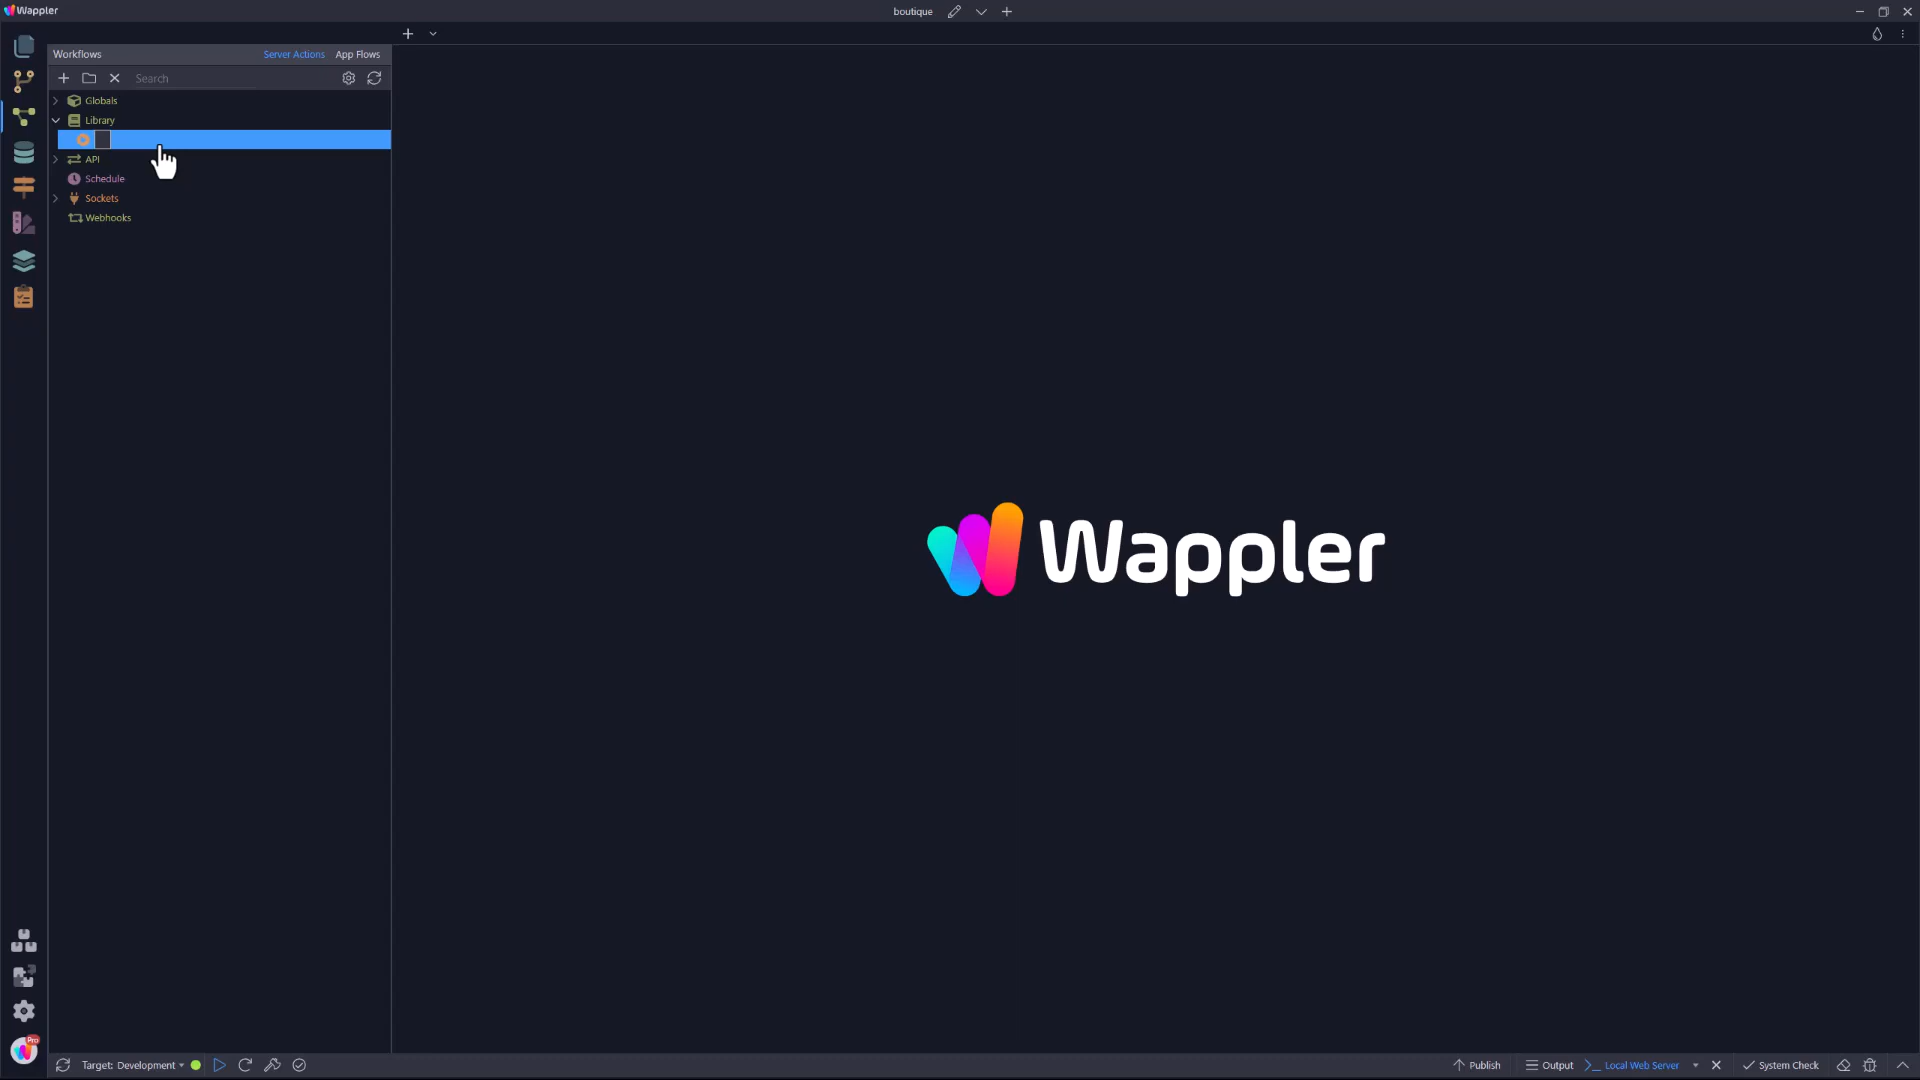 Wappler
boutique
Workflows
Server Actions
App Flows
Search
Globals
Library
API
Schedule
Sockets
Webhooks
Wappler
Pro
Target: Development
Publish
Output
Local Web Server
System Check